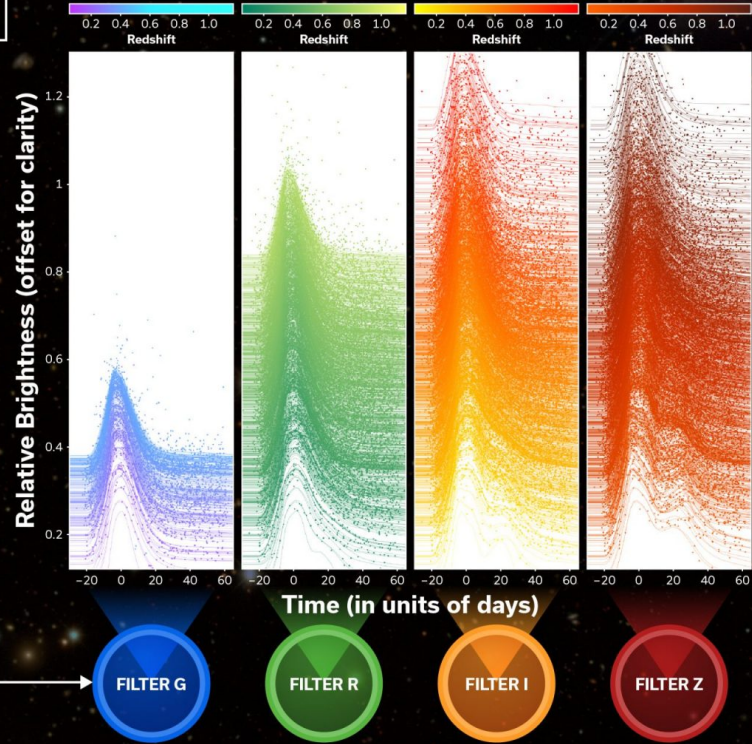 0.2 0.6 1.0
Redshift
0.2 0.4 0.6 0.8 1.0
Redshift
0.2 0.4 0.6 0.8 1.0
Redshift
0.2 0.4 0.6 0.8 1.0
Redshift
Relative Brightness (offset for clarity)
1.2
1
0.8
0.6
0.4
0.2
−20 0 20 40 60
−20 0 20 40 60
−20 0 20 40 60
−20 0 20 40 60
Time (in units of days)
FILTER G
FILTER R
FILTER I
FILTER Z